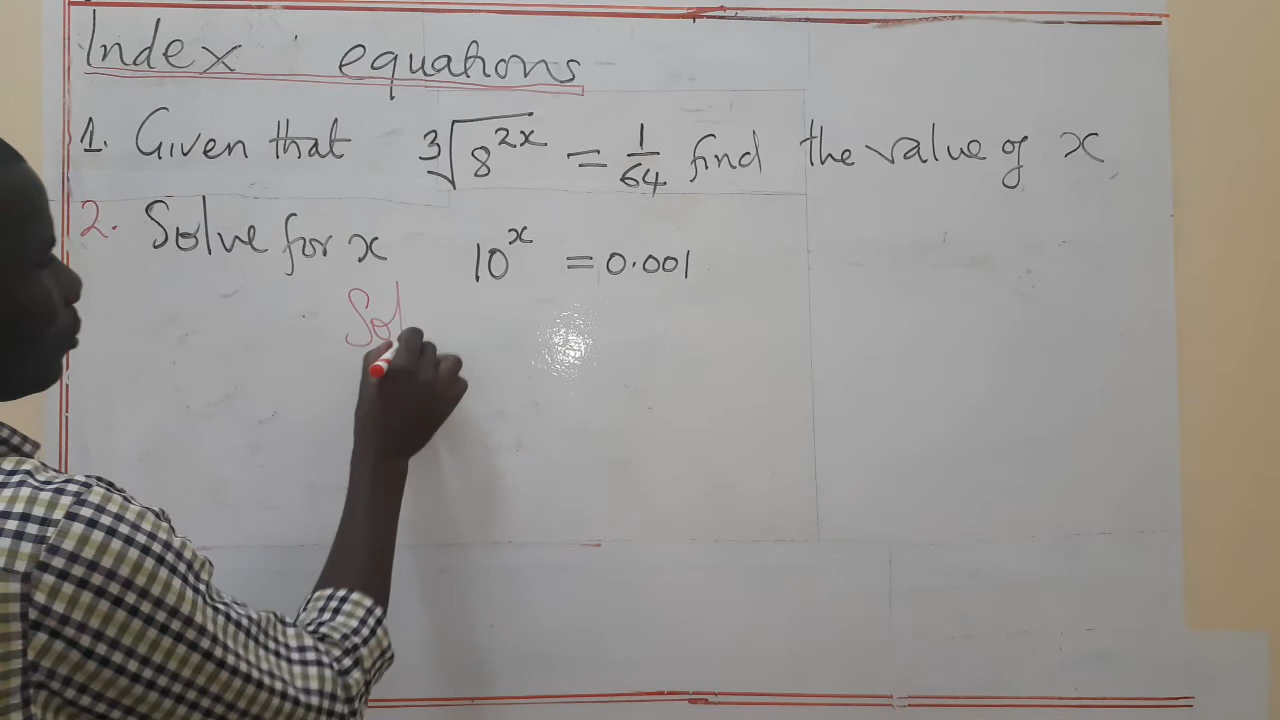 Index equations
1. Given that ∛(8^(2x)) = 1/64 find the value of x
2. Solve for x 10^x = 0.001
Sol